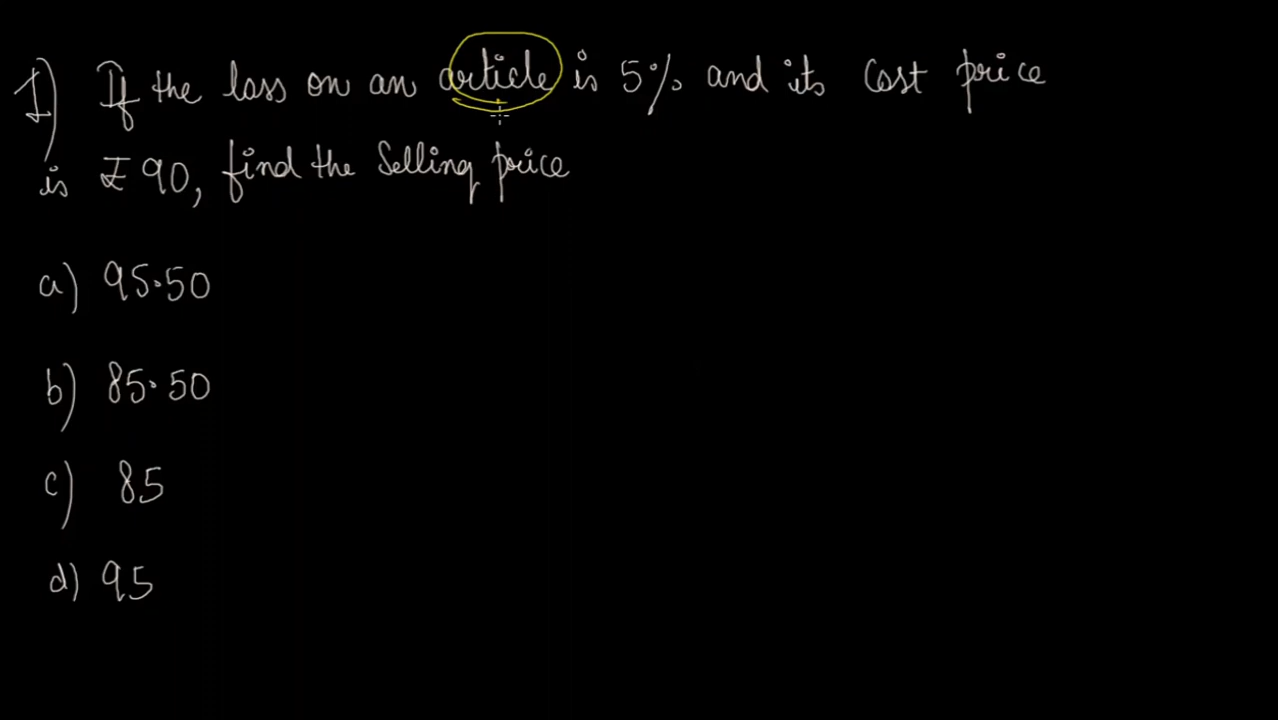 1) If the loss on an article is 5% and its Cost price
is ₹ 90, find the Selling price
a) 95.50
b) 85.50
c) 85
d) 95